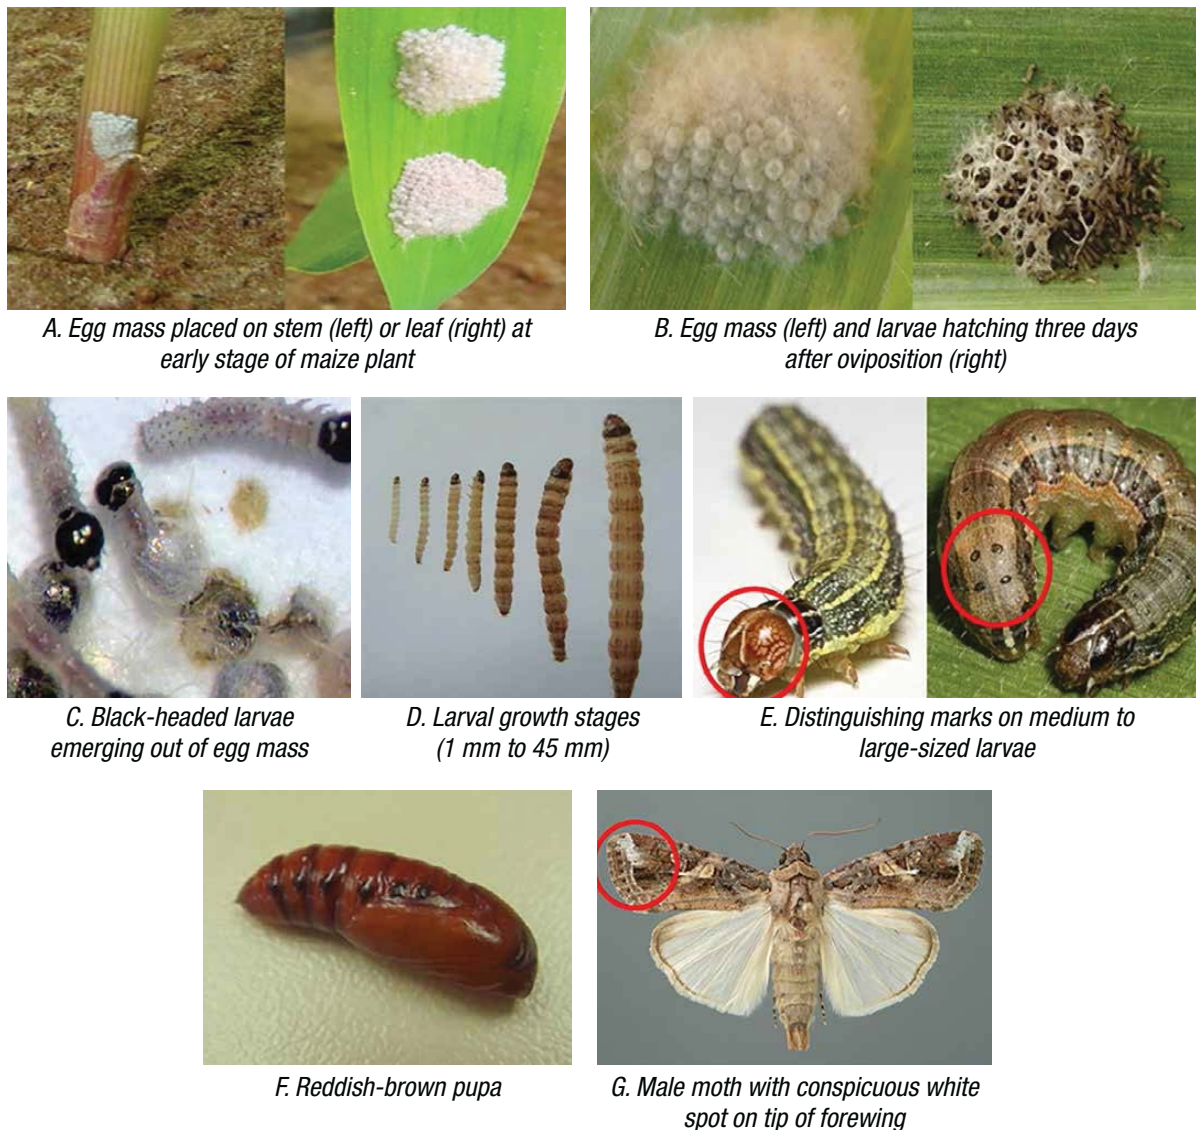 A. Egg mass placed on stem (left) or leaf (right) at
early stage of maize plant
B. Egg mass (left) and larvae hatching three days
after oviposition (right)
C. Black-headed larvae
emerging out of egg mass
D. Larval growth stages
(1 mm to 45 mm)
E. Distinguishing marks on medium to
large-sized larvae
F. Reddish-brown pupa
G. Male moth with conspicuous white
spot on tip of forewing